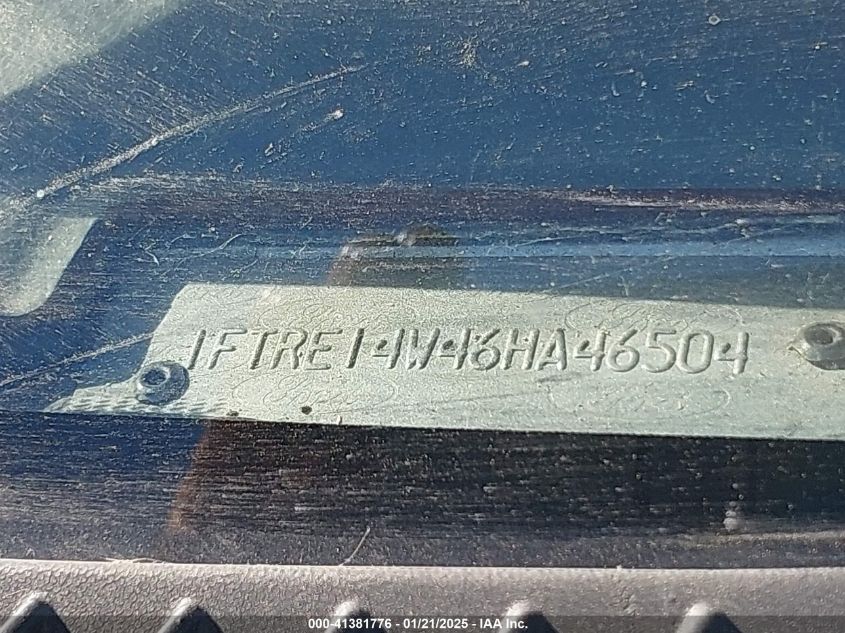 1FTRE14W46HA46504
000-41381776 | 01/21/2025 - IAA Inc.